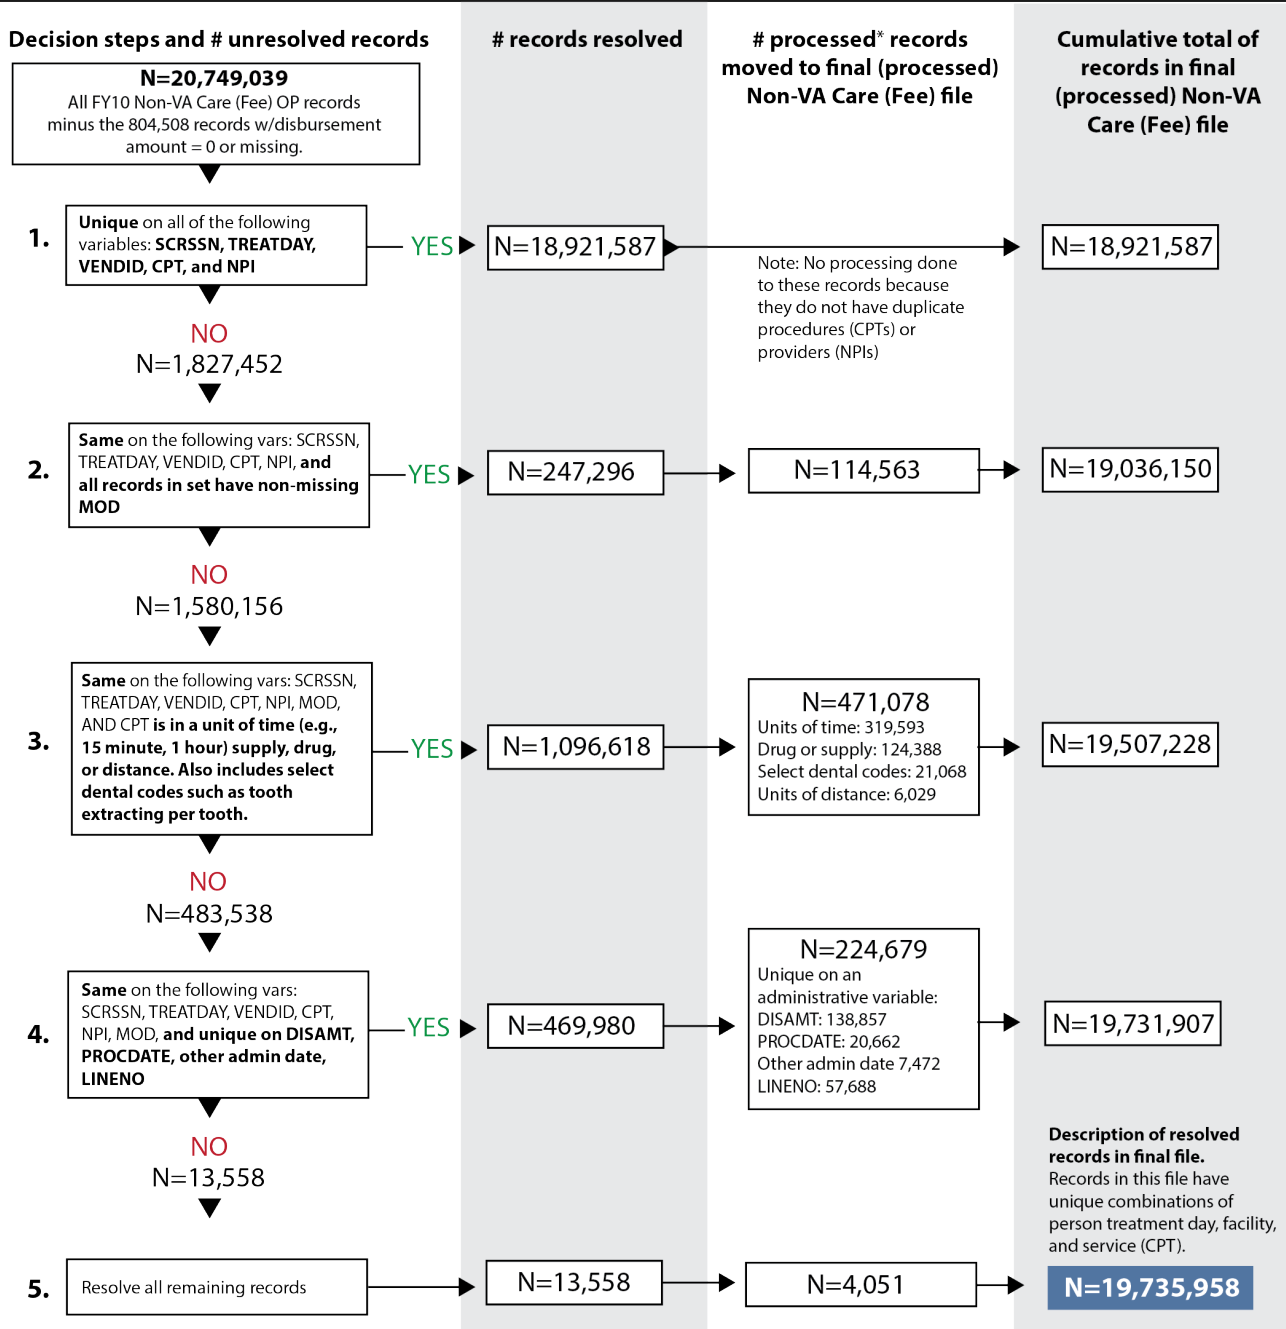 Decision steps and # unresolved records
# records resolved
# processed* records
moved to final (processed)
Non-VA Care (Fee) file
Cumulative total of
records in final
(processed) Non-VA
Care (Fee) file
N=20,749,039
All FY10 Non-VA Care (Fee) OP records
minus the 804,508 records w/disbursement
amount = 0 or missing.
1.
Unique on all of the following
variables: SCRSSN, TREATDAY,
VENDID, CPT, and NPI
YES
N=18,921,587
Note: No processing done
to these records because
they do not have duplicate
procedures (CPTs) or
providers (NPIs)
N=18,921,587
NO
N=1,827,452
2.
Same on the following vars: SCRSSN,
TREATDAY, VENDID, CPT, NPI, and
all records in set have non-missing
MOD
YES
N=247,296
N=114,563
N=19,036,150
NO
N=1,580,156
3.
Same on the following vars: SCRSSN,
TREATDAY, VENDID, CPT, NPI, MOD,
AND CPT is in a unit of time (e.g.,
15 minute, 1 hour) supply, drug,
or distance. Also includes select
dental codes such as tooth
extracting per tooth.
YES
N=1,096,618
N=471,078
Units of time: 319,593
Drug or supply: 124,388
Select dental codes: 21,068
Units of distance: 6,029
N=19,507,228
NO
N=483,538
4.
Same on the following vars:
SCRSSN, TREATDAY, VENDID, CPT,
NPI, MOD, and unique on DISAMT,
PROCDATE, other admin date,
LINENO
YES
N=469,980
N=224,679
Unique on an
administrative variable:
DISAMT: 138,857
PROCDATE: 20,662
Other admin date 7,472
LINENO: 57,688
N=19,731,907
NO
N=13,558
5.
Resolve all remaining records
N=13,558
N=4,051
Description of resolved
records in final file.
Records in this file have
unique combinations of
person treatment day, facility,
and service (CPT).
N=19,735,958